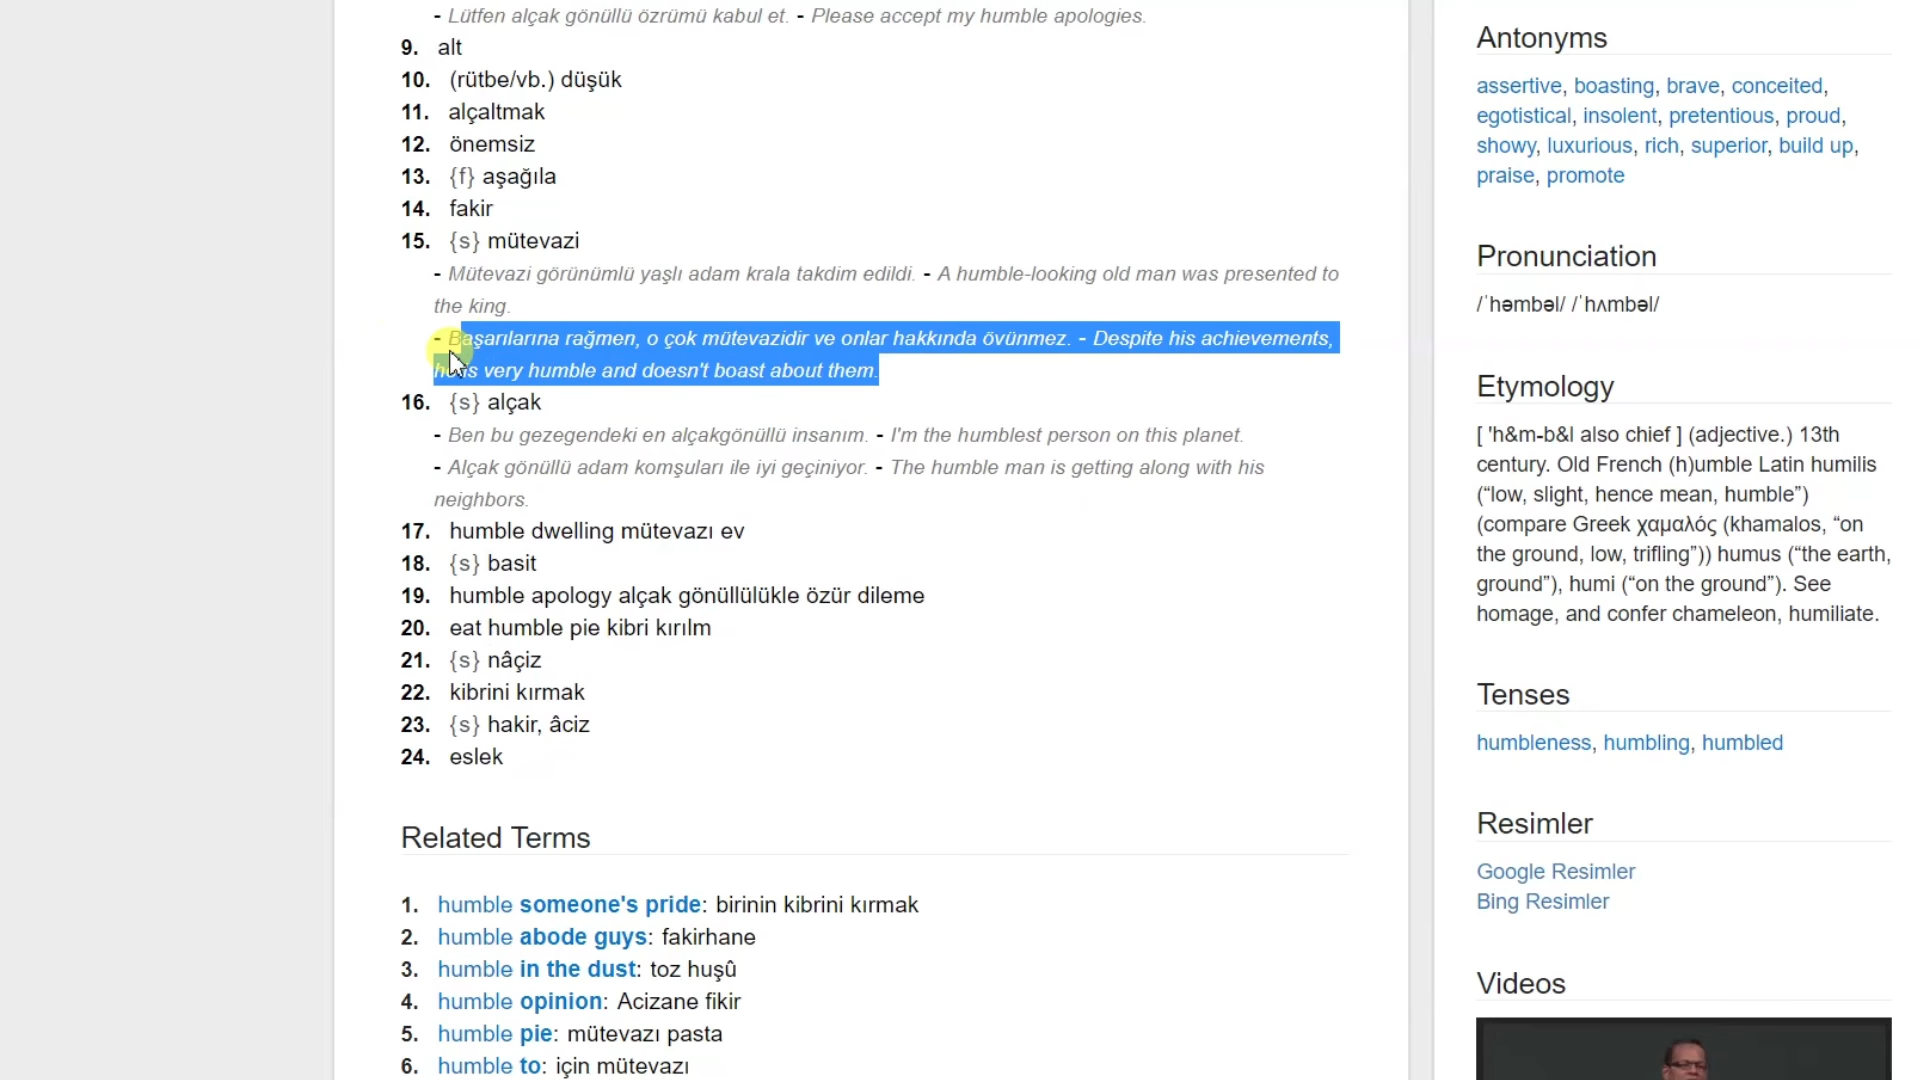 - Lütfen alçak gönüllü özrümü kabul et. - Please accept my humble apologies.
9. alt
10. (rütbe/vb.) düşük
11. alçaltmak
12. önemsiz
13. {f} aşağıla
14. fakir
15. {s} mütevazi
- Mütevazi görünümlü yaşlı adam krala takdim edildi. - A humble-looking old man was presented to
the king.
- Başarılarına rağmen, o çok mütevazidir ve onlar hakkında övünmez. - Despite his achievements,
he is very humble and doesn't boast about them.
16. {s} alçak
- Ben bu gezegendeki en alçakgönüllü insanım. - I'm the humblest person on this planet.
- Alçak gönüllü adam komşuları ile iyi geçiniyor. - The humble man is getting along with his
neighbors.
17. humble dwelling mütevazı ev
18. {s} basit
19. humble apology alçak gönüllülükle özür dileme
20. eat humble pie kibri kırılm
21. {s} nâçiz
22. kibrini kırmak
23. {s} hakir, âciz
24. eslek
Related Terms
1. humble someone's pride: birinin kibrini kırmak
2. humble abode guys: fakirhane
3. humble in the dust: toz huşû
4. humble opinion: Acizane fikir
5. humble pie: mütevazı pasta
6. humble to: için mütevazı
Antonyms
assertive, boasting, brave, conceited,
egotistical, insolent, pretentious, proud,
showy, luxurious, rich, superior, build up,
praise, promote
Pronunciation
/ˈhəmbəl/ /ˈhʌmbəl/
Etymology
[ 'h&m-b&l also chief ] (adjective.) 13th
century. Old French (h)umble Latin humilis
(“low, slight, hence mean, humble”)
(compare Greek χαμαλός (khamalos, “on
the ground, low, trifling”)) humus (“the earth,
ground”), humi (“on the ground”). See
homage, and confer chameleon, humiliate.
Tenses
humbleness, humbling, humbled
Resimler
Google Resimler
Bing Resimler
Videos